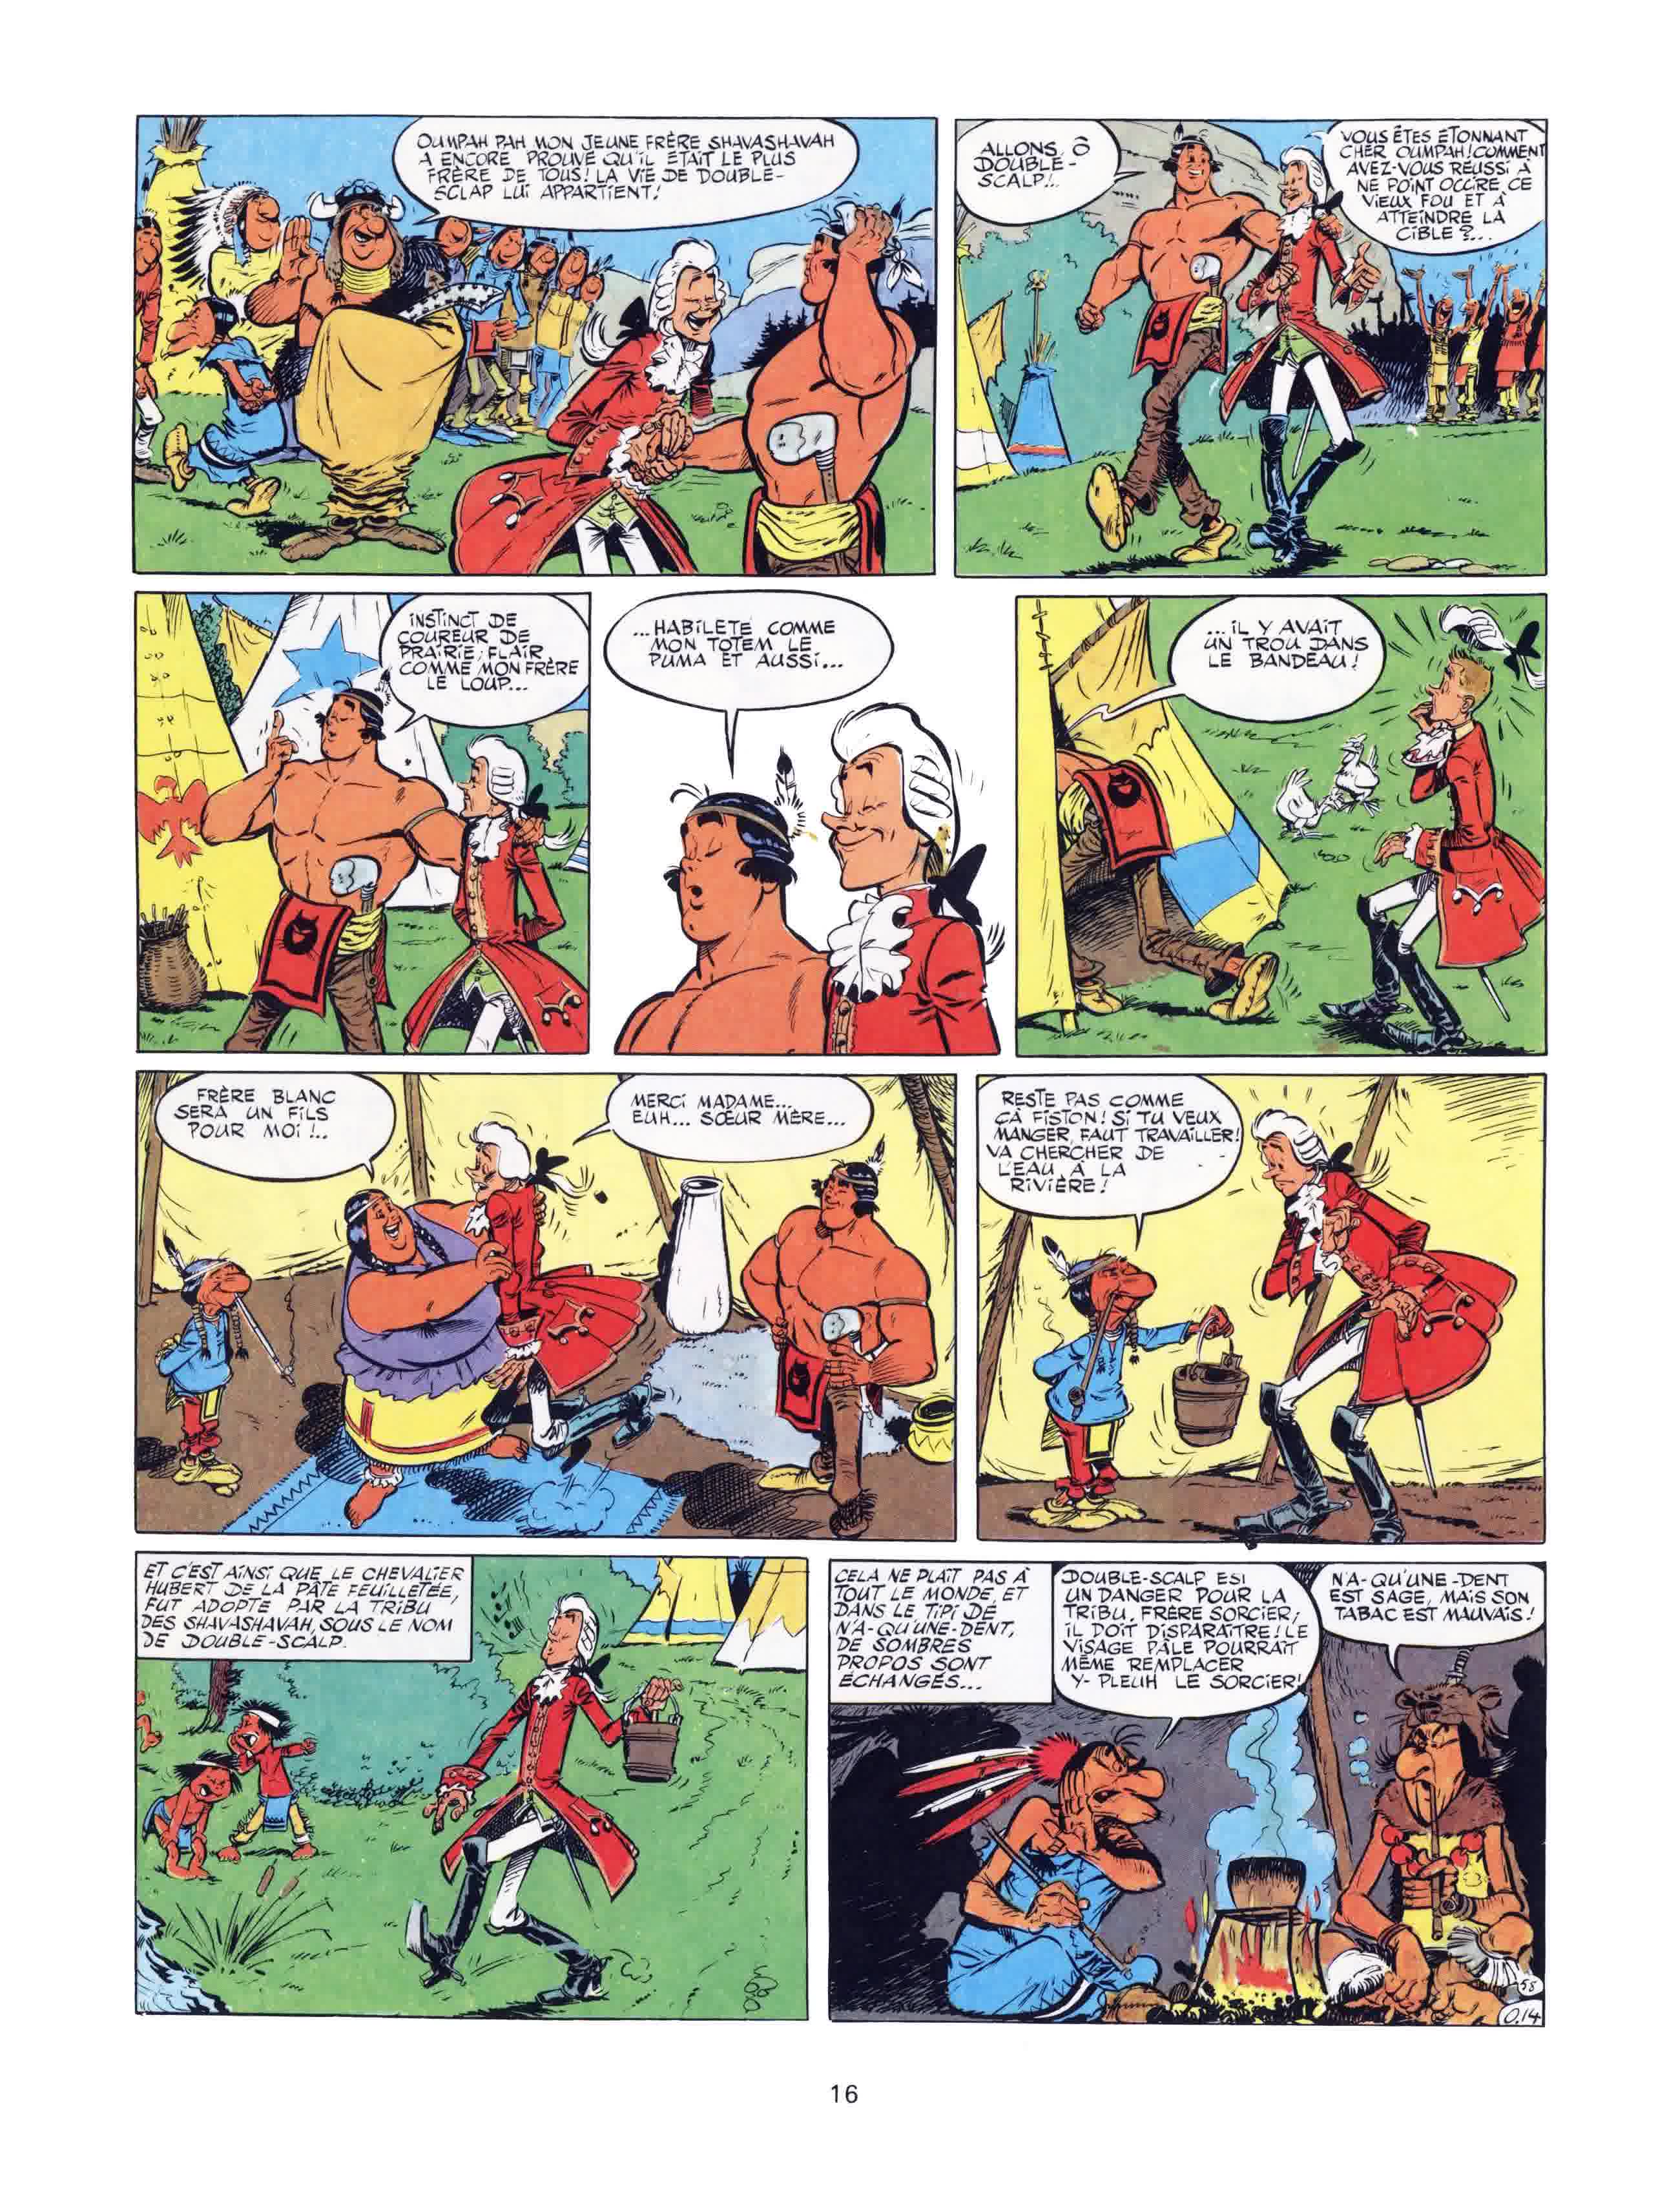 OUMPAH PAH MON JEUNE FRÈRE SHAVASHAVAH
A ENCORE PROUVÉ QU'IL ÉTAIT LE PLUS
FRÈRE DE TOUS! LA VIE DE DOUBLE-
SCLAP LUI APPARTIENT!
ALLONS, Ô
DOUBLE-
SCALP!..
VOUS ÊTES ÉTONNANT
CHER OUMPAH! COMMENT
AVEZ-VOUS RÉUSSI À
NE POINT OCCIRE CE
VIEUX FOU ET À
ATTEINDRE LA
CIBLE?...
INSTINCT DE
COUREUR DE
PRAIRIE, FLAIR
COMME MON FRÈRE
LE LOUP...
...HABILETÉ COMME
MON TOTEM LE
PUMA ET AUSSI...
...IL Y AVAIT
UN TROU DANS
LE BANDEAU!
FRÈRE BLANC
SERA UN FILS
POUR MOI!..
MERCI MADAME...
EUH... SŒUR MÈRE...
RESTE PAS COMME
ÇA FISTON! SI TU VEUX
MANGER, FAUT TRAVAILLER!
VA CHERCHER DE
L'EAU À LA
RIVIÈRE!
ET C'EST AINSI QUE LE CHEVALIER
HUBERT DE LA PÂTE FEUILLETÉE,
FUT ADOPTÉ PAR LA TRIBU
DES SHAVASHAVAH, SOUS LE NOM
DE DOUBLE-SCALP.
CELA NE PLAÎT PAS À
TOUT LE MONDE, ET
DANS LE TIPI DE
N'A-QU'UNE-DENT,
DE SOMBRES
PROPOS SONT
ÉCHANGÉS...
DOUBLE-SCALP EST
UN DANGER POUR LA
TRIBU, FRÈRE SORCIER;
IL DOIT DISPARAÎTRE! LE
VISAGE PÂLE POURRAIT
MÊME REMPLACER
Y-PLEUH LE SORCIER!
N'A-QU'UNE-DENT
EST SAGE, MAIS SON
TABAC EST MAUVAIS!
58
0.14
16